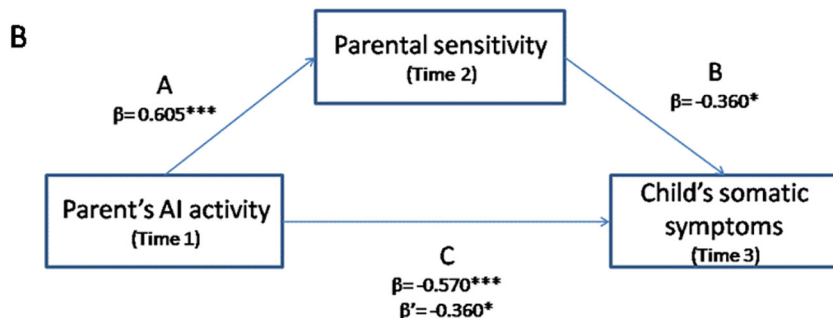 B
Parental sensitivity
(Time 2)
A
β= 0.605***
B
β= -0.360*
Parent's AI activity
(Time 1)
Child's somatic
symptoms
(Time 3)
C
β= -0.570***
β'= -0.360*